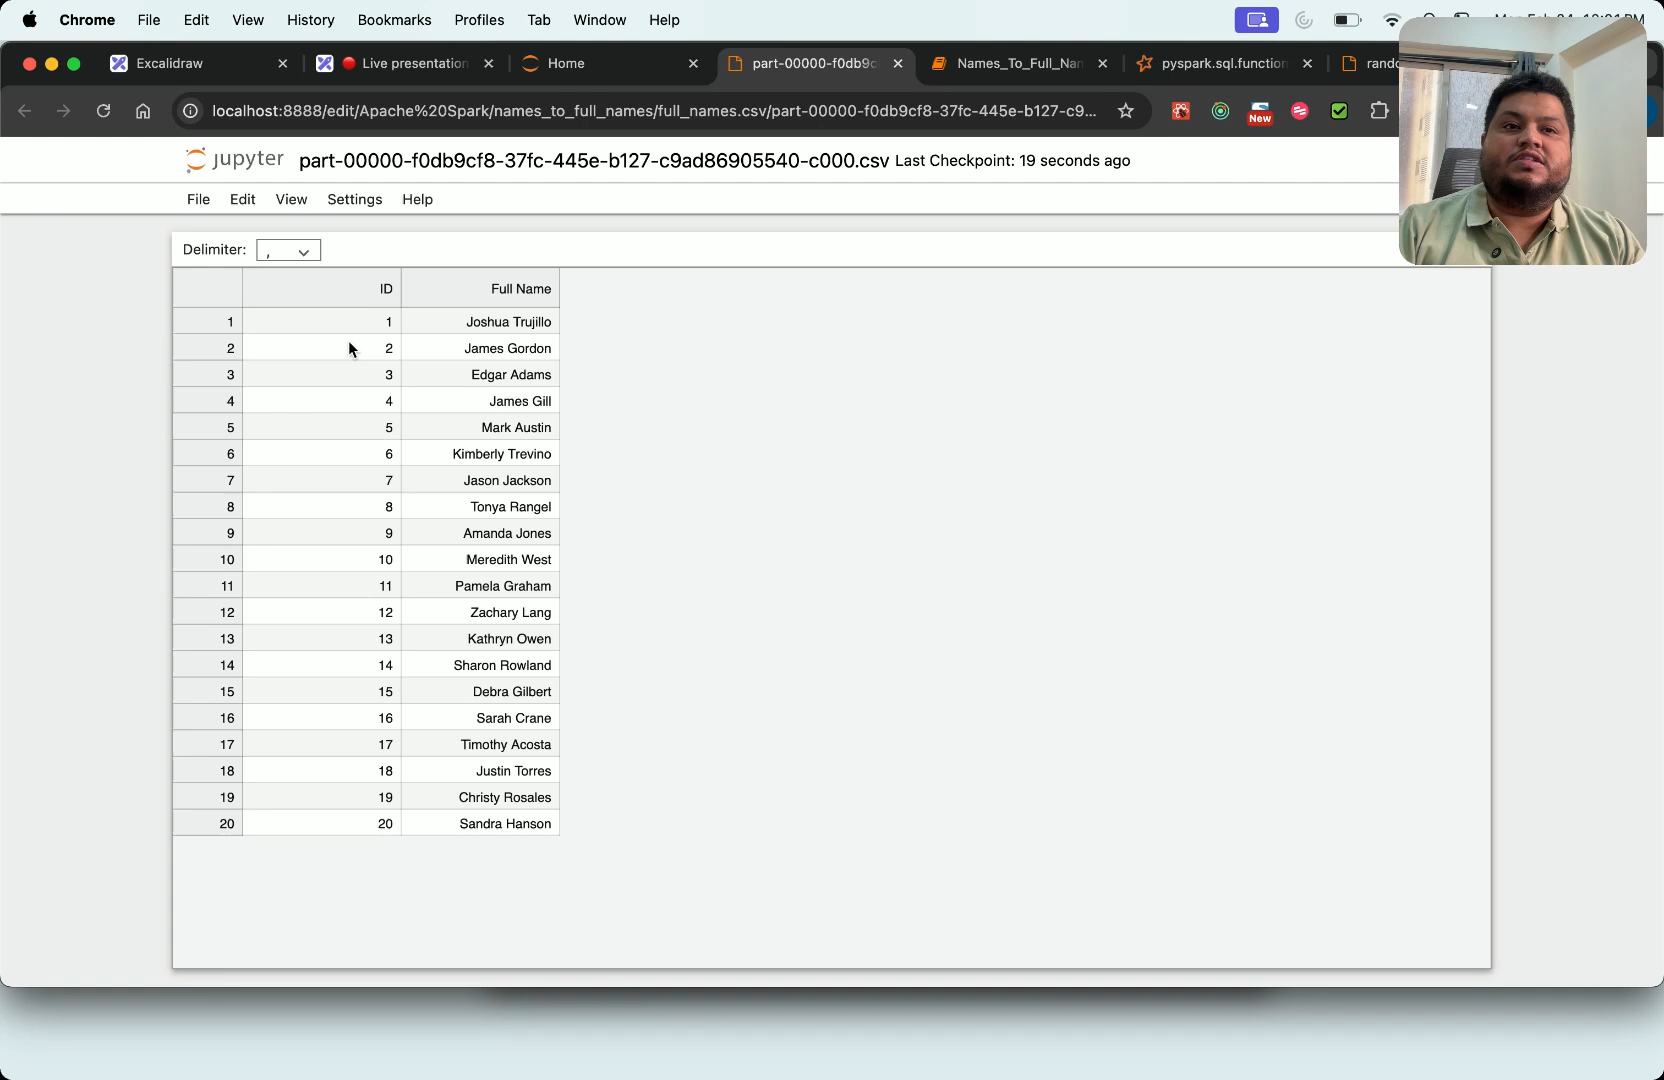 Chrome File Edit View History Bookmarks Profiles Tab Window Help
Excalidraw Live presentation Home part-00000-f0db9c Names_To_Full_Nan pyspark.sql.function rando
localhost:8888/edit/Apache%20Spark/names_to_full_names/full_names.csv/part-00000-f0db9cf8-37fc-445e-b127-c9... New
jupyter part-00000-f0db9cf8-37fc-445e-b127-c9ad86905540-c000.csv Last Checkpoint: 19 seconds ago
File Edit View Settings Help
Delimiter: ,
ID Full Name
1 1 Joshua Trujillo
2 2 James Gordon
3 3 Edgar Adams
4 4 James Gill
5 5 Mark Austin
6 6 Kimberly Trevino
7 7 Jason Jackson
8 8 Tonya Rangel
9 9 Amanda Jones
10 10 Meredith West
11 11 Pamela Graham
12 12 Zachary Lang
13 13 Kathryn Owen
14 14 Sharon Rowland
15 15 Debra Gilbert
16 16 Sarah Crane
17 17 Timothy Acosta
18 18 Justin Torres
19 19 Christy Rosales
20 20 Sandra Hanson